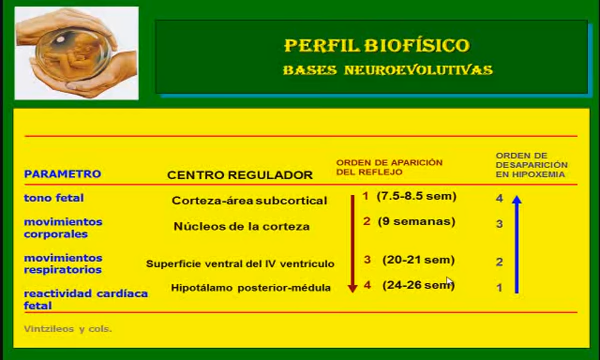 PERFIL BIOFÍSICO
BASES NEUROEVOLUTIVAS
PARAMETRO
CENTRO REGULADOR
ORDEN DE APARICIÓN
DEL REFLEJO
ORDEN DE
DESAPARICIÓN
EN HIPOXEMIA
tono fetal
Corteza-área subcortical
1 (7.5-8.5 sem)
4
movimientos
corporales
Núcleos de la corteza
2 (9 semanas)
3
movimientos
respiratorios
Superficie ventral del IV ventrículo
3 (20-21 sem)
2
reactividad cardíaca
fetal
Hipotálamo posterior-médula
4 (24-26 sem)
1
Vintzileos y cols.